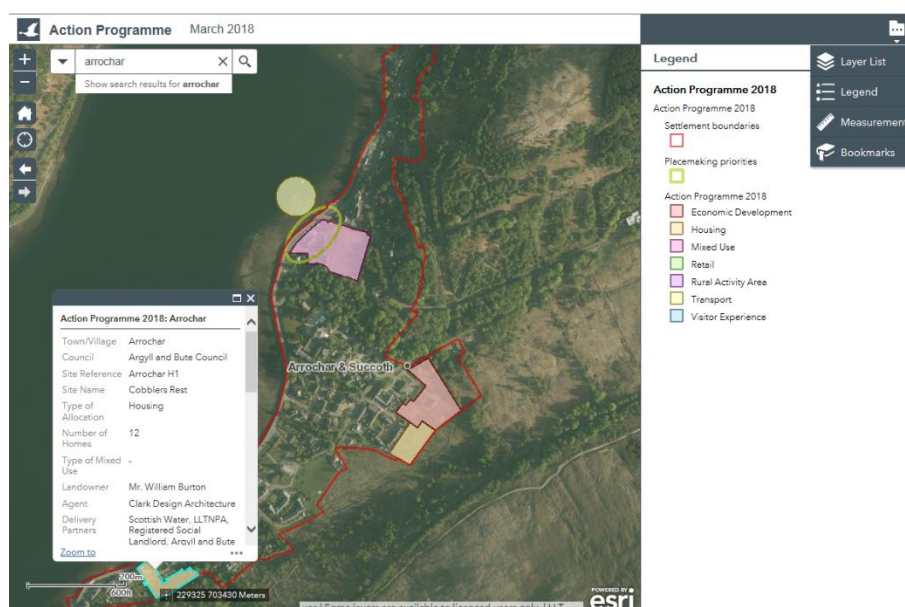 Action Programme March 2018
arrochar
Show search results for arrochar
Arrochar & Succoth
Action Programme 2018: Arrochar
Town/Village Arrochar
Council Argyll and Bute Council
Site Reference Arrochar H1
Site Name Cobblers Rest
Type of Housing
Allocation
Number of 12
Homes
Type of Mixed -
Use
Landowner Mr. William Burton
Agent Clark Design Architecture
Delivery Scottish Water, LLTNPA,
Partners Registered Social
Landlord, Argyll and Bute
Zoom to
200m
600ft
229325 703430 Meters
POWERED BY
esri
Legend
Action Programme 2018
Action Programme 2018
Settlement boundaries
Placemaking priorities
Action Programme 2018
Economic Development
Housing
Mixed Use
Retail
Rural Activity Area
Transport
Visitor Experience
Layer List
Legend
Measurement
Bookmarks